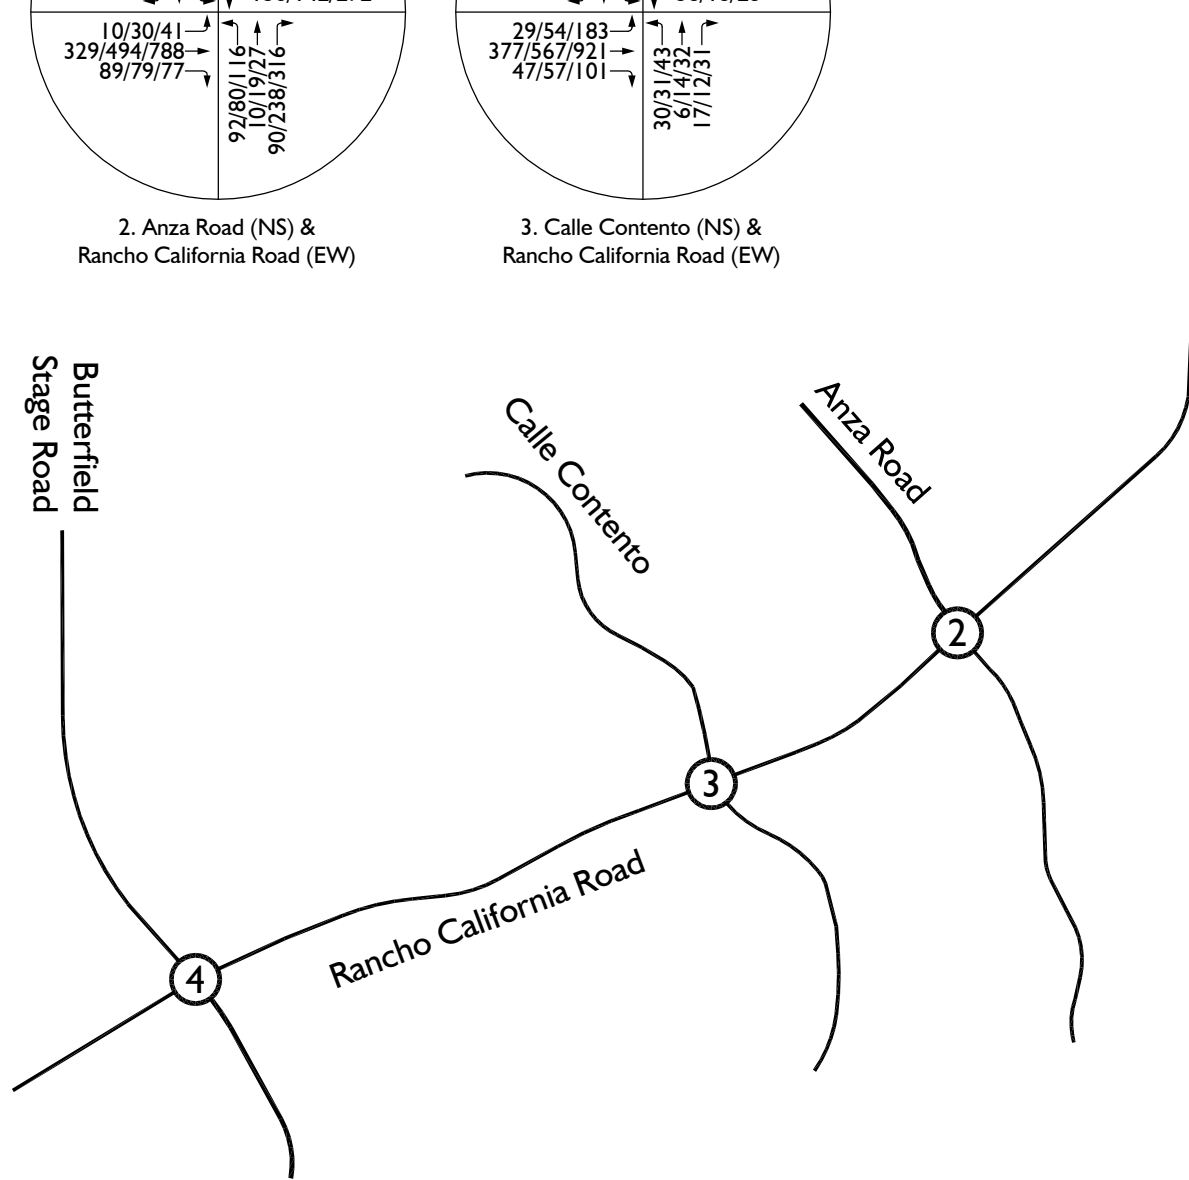 10/30/41
329/494/788
89/79/77
92/80/116
10/19/27
90/238/316
29/54/183
377/567/921
47/57/101
30/31/43
6/14/32
17/12/31
2. Anza Road (NS) &
Rancho California Road (EW)
3. Calle Contento (NS) &
Rancho California Road (EW)
Butterfield
Stage Road
Calle Contento
Anza Road
2
3
Rancho California Road
4